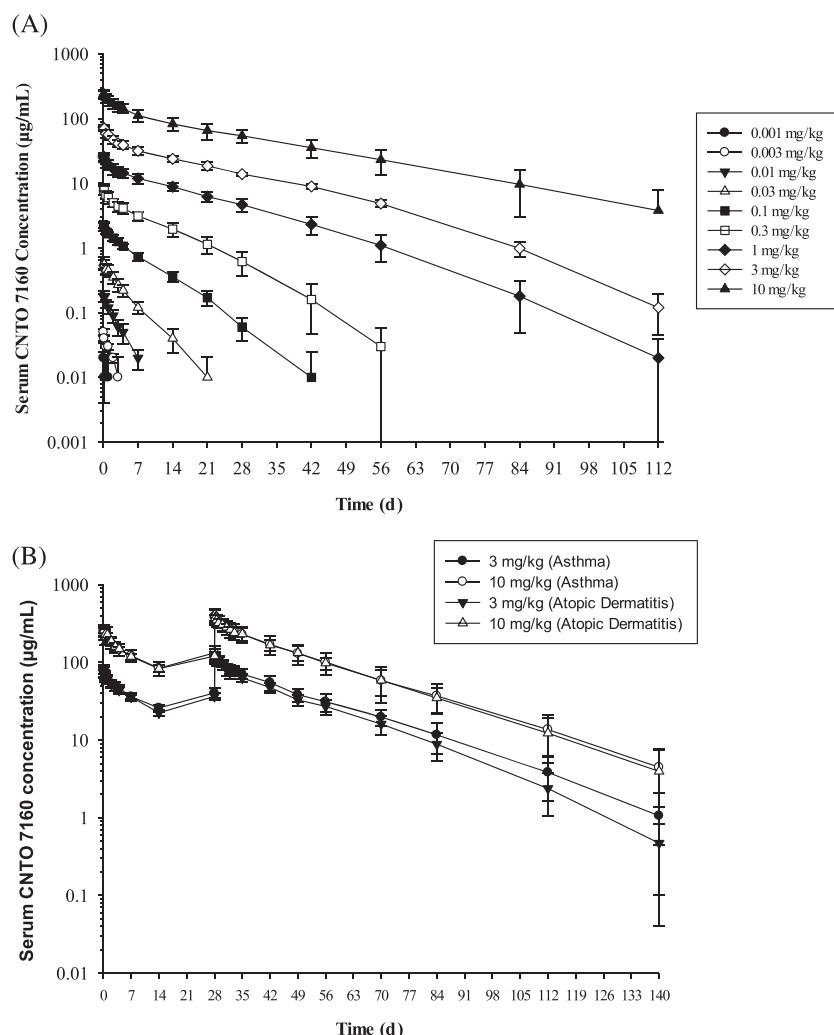 (A)
1000
100
10
1
0.1
0.01
0.001
Serum CNTO 7160 Concentration (µg/mL)
0 7 14 21 28 35 42 49 56 63 70 77 84 91 98 105 112
Time (d)
0.001 mg/kg
0.003 mg/kg
0.01 mg/kg
0.03 mg/kg
0.1 mg/kg
0.3 mg/kg
1 mg/kg
3 mg/kg
10 mg/kg
(B)
3 mg/kg (Asthma)
10 mg/kg (Asthma)
3 mg/kg (Atopic Dermatitis)
10 mg/kg (Atopic Dermatitis)
1000
100
10
1
0.1
0.01
Serum CNTO 7160 concentration (µg/mL)
0 7 14 21 28 35 42 49 56 63 70 77 84 91 98 105 112 119 126 133 140
Time (d)